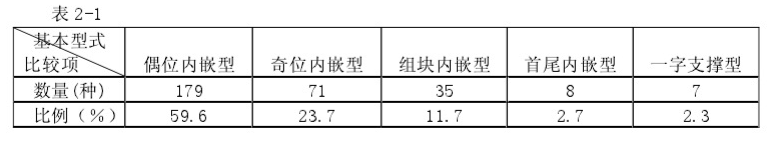 表 2-1
基本型式
比较项 偶位内嵌型 奇位内嵌型 组块内嵌型 首尾内嵌型 一字支撑型
数量(种) 179 71 35 8 7
比例（%） 59.6 23.7 11.7 2.7 2.3